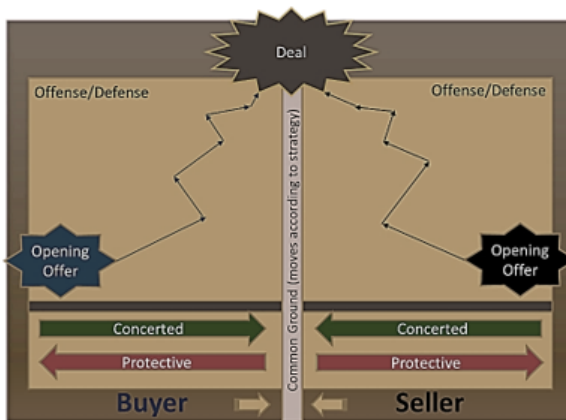 Deal
Offense/Defense
Offense/Defense
Common Ground (moves according to strategy)
Opening
Offer
Opening
Offer
Concerted
Concerted
Protective
Protective
Buyer
Seller